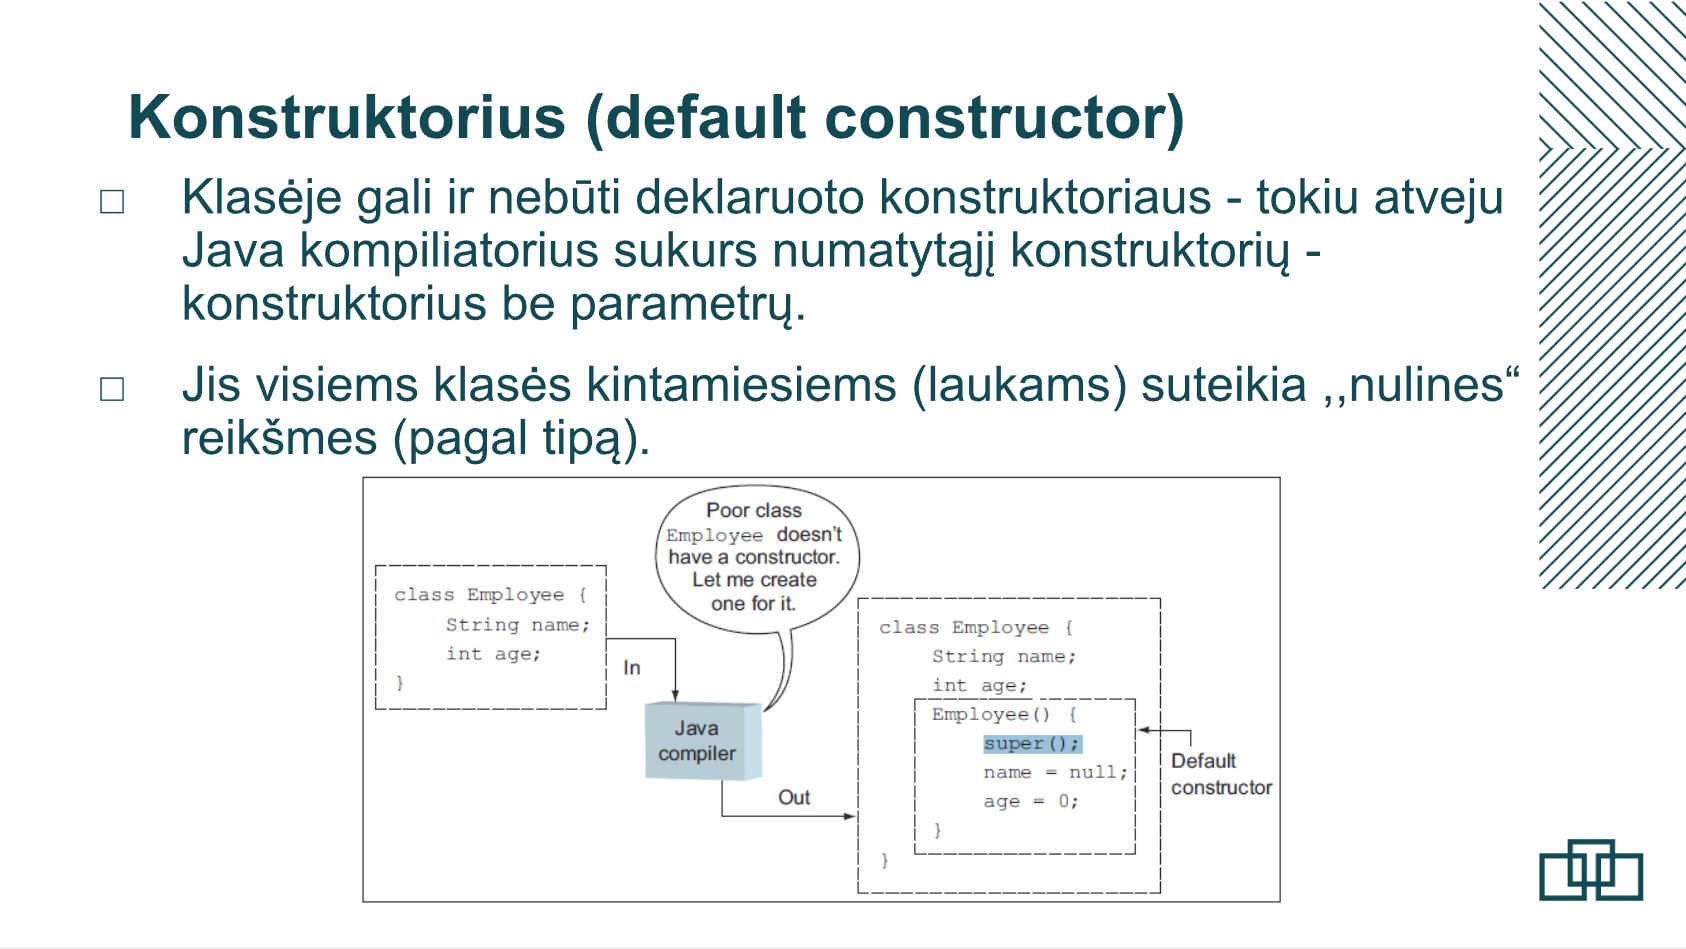 Konstruktorius (default constructor)
Klasėje gali ir nebūti deklaruoto konstruktoriaus - tokiu atveju
Java kompiliatorius sukurs numatytąjį konstruktorių -
konstruktorius be parametrų.
Jis visiems klasės kintamiesiems (laukams) suteikia ,,nulines“
reikšmes (pagal tipą).
Poor class
Employee doesn't
have a constructor.
Let me create
one for it.
class Employee {
String name;
int age;
}
In
Java
compiler
Out
class Employee {
String name;
int age;
Employee() {
super();
name = null;
age = 0;
}
}
Default
constructor